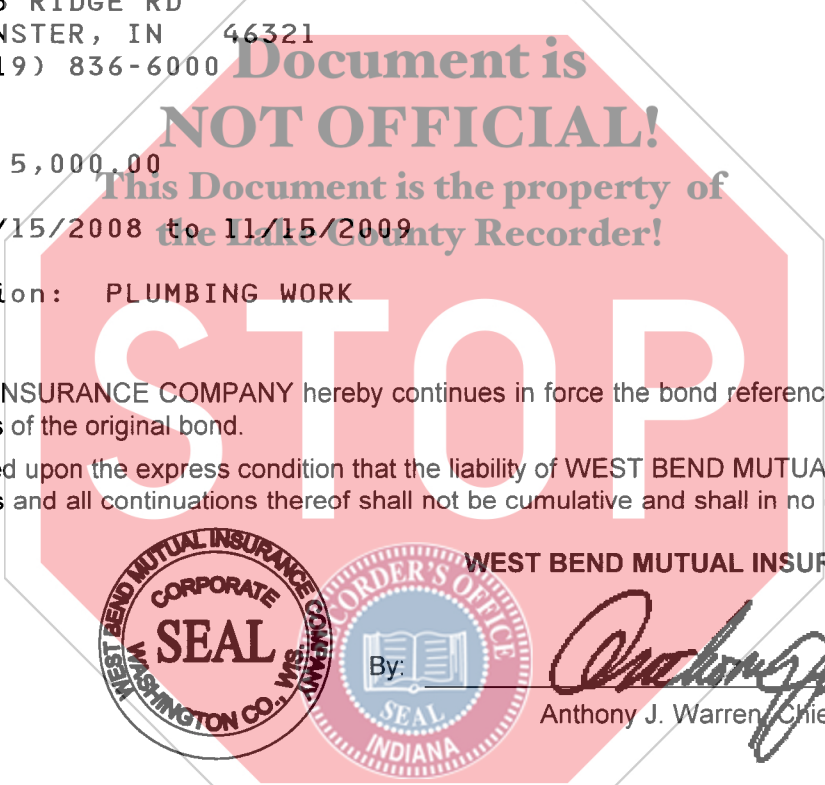 RIDGE RD
NSTER, IN 46321
19) 836-6000
Document is
NOT OFFICIAL!
5,000.00
This Document is the property of
/15/2008 to 11/15/2009
the Lake County Recorder!
ion: PLUMBING WORK
STOP
NSURANCE COMPANY hereby continues in force the bond referenc
s of the original bond.
ed upon the express condition that the liability of WEST BEND MUTUA
s and all continuations thereof shall not be cumulative and shall in no
WEST BEND MUTUAL INSUR
WEST BEND MUTUAL INSURANCE COMPANY
CORPORATE
SEAL
WASHINGTON CO., WIS.
RECORDER'S OFFICE
SEAL
INDIANA
By:
Anthony J. Warren, Chie